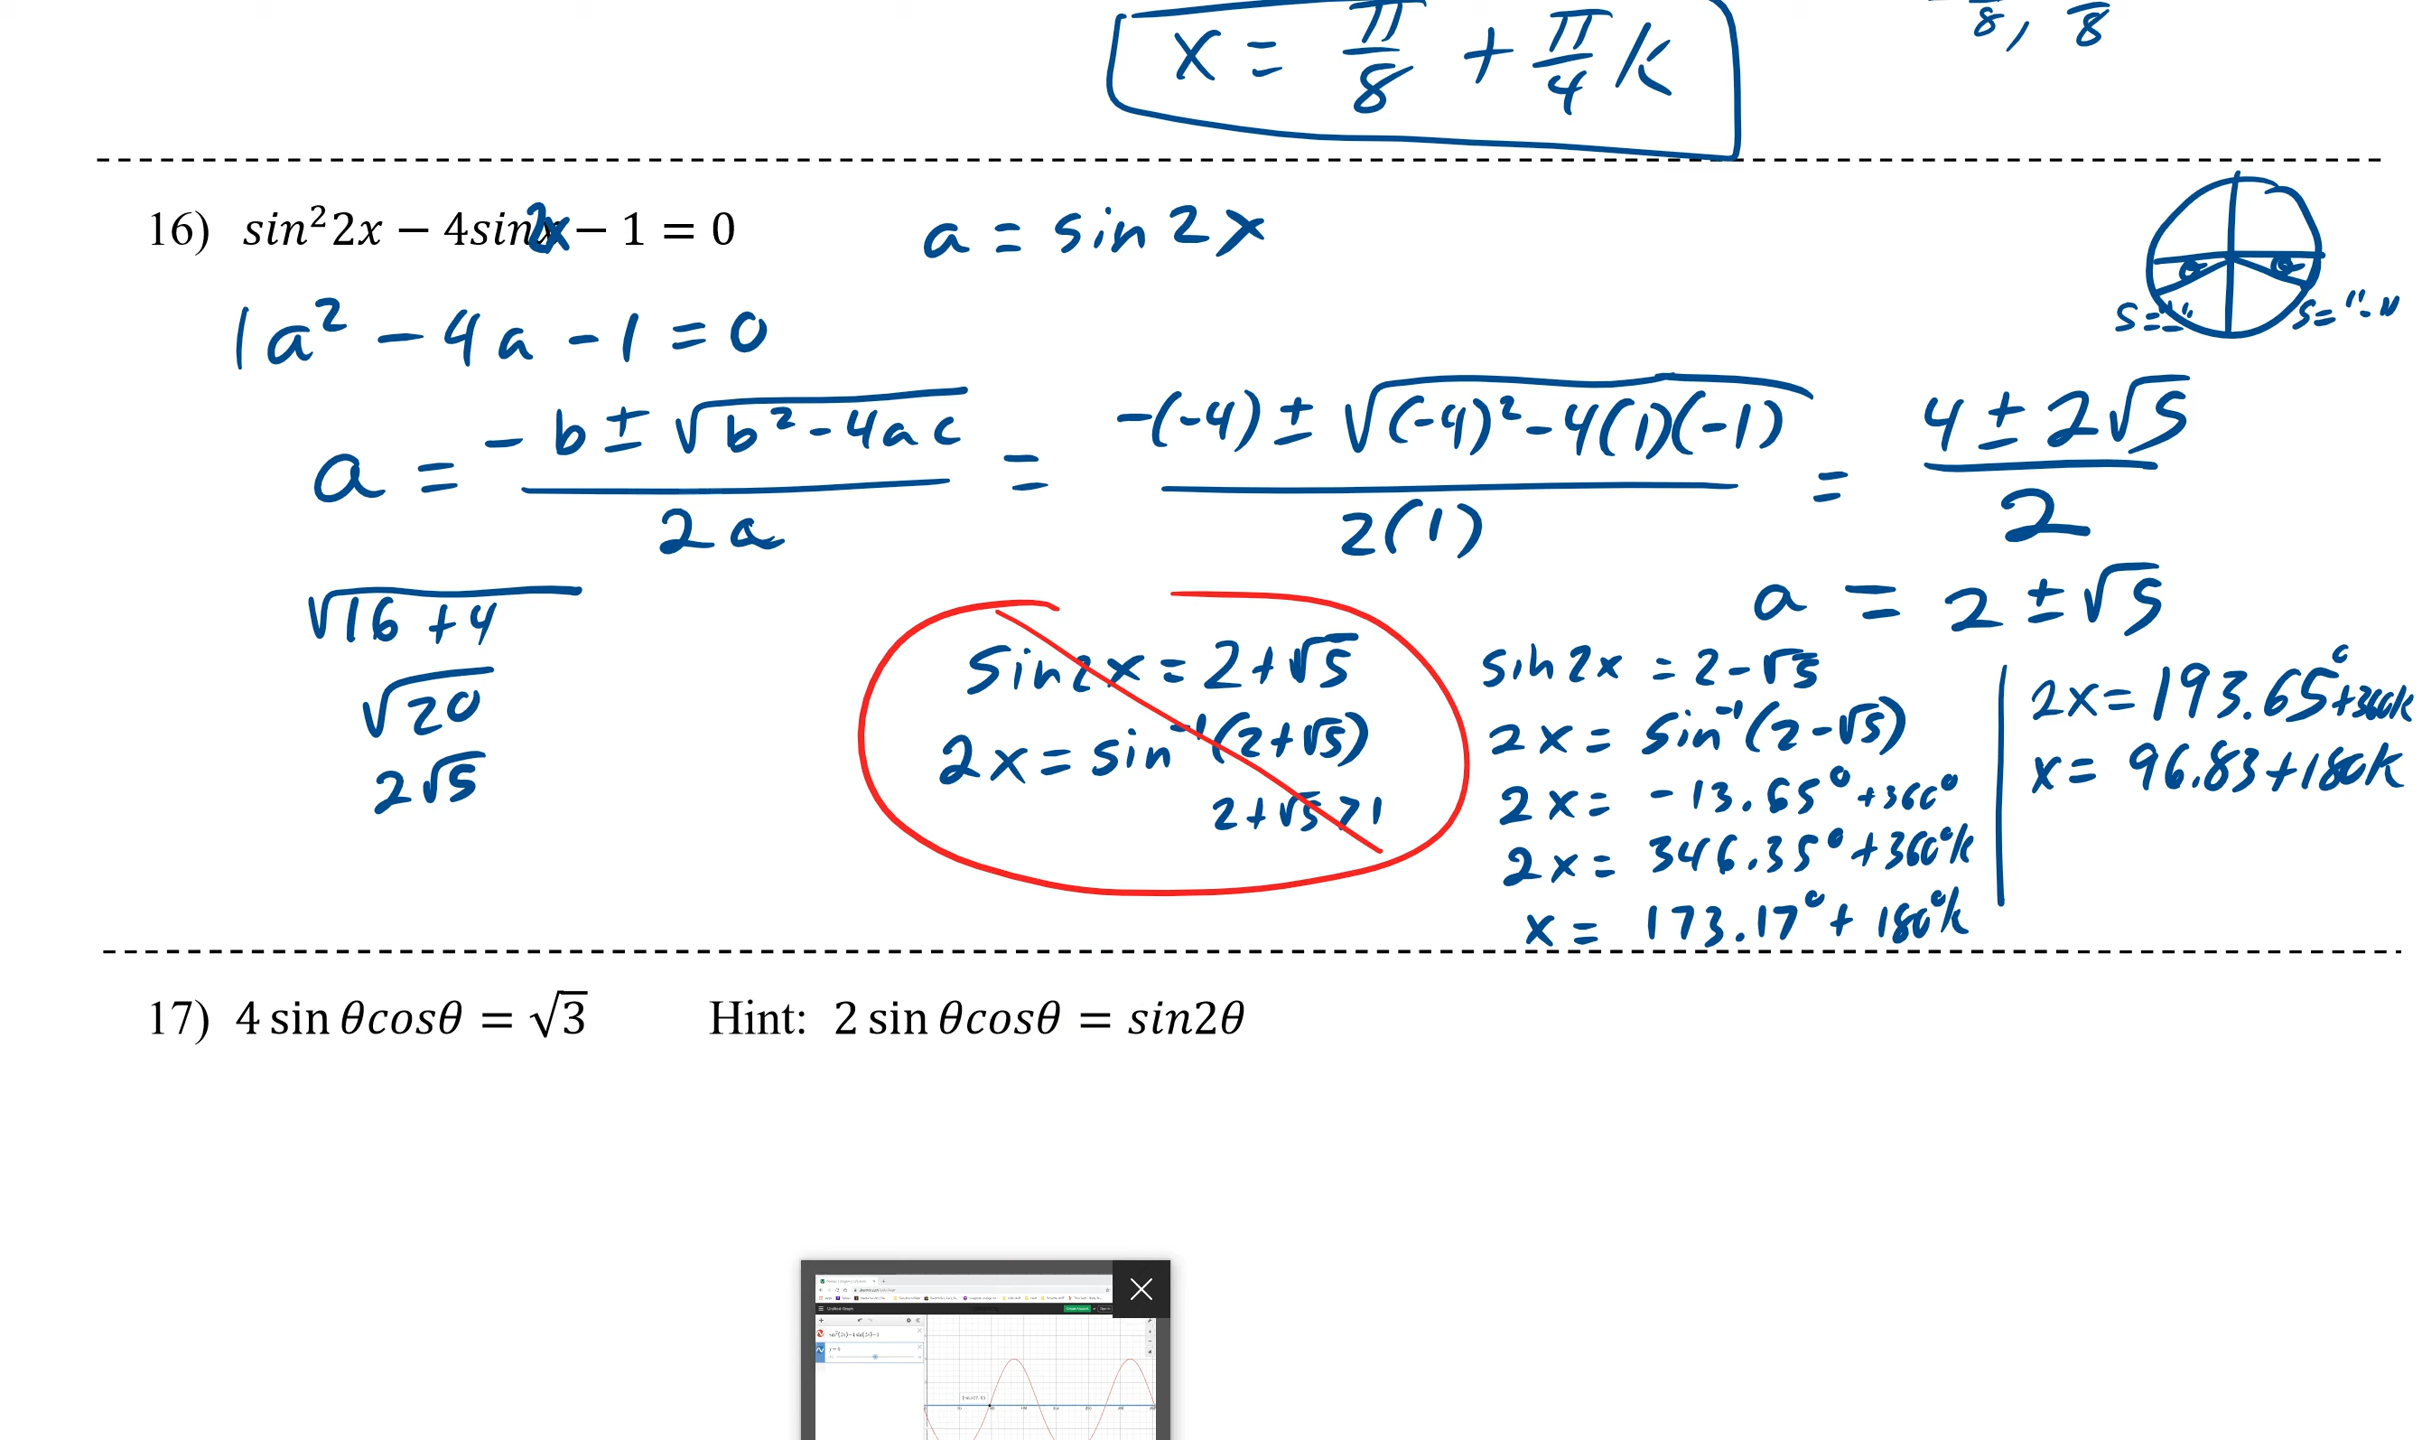 x = π/8 + π/4 k
8, 8
16) sin²2x − 4sin2x − 1 = 0
a = sin 2x
1a² − 4a − 1 = 0
S="-" S="-"
a = (−b ± √(b² − 4ac))/(2a) = (−(−4) ± √((−4)² − 4(1)(−1)))/(2(1)) = (4 ± 2√5)/2
a = 2 ± √5
√(16 + 4)
√20
2√5
sin2x = 2 + √5
2x = sin⁻¹(2+√5)
2+√5 > 1
sin 2x = 2 − √5
2x = sin⁻¹(2−√5)
2x = −13.65° + 360°
2x = 346.35° + 360°k
x = 173.17° + 180°k
2x = 193.65° + 360k
x = 96.83 + 180k
17) 4 sin θcosθ = √3 Hint: 2 sin θcosθ = sin2θ